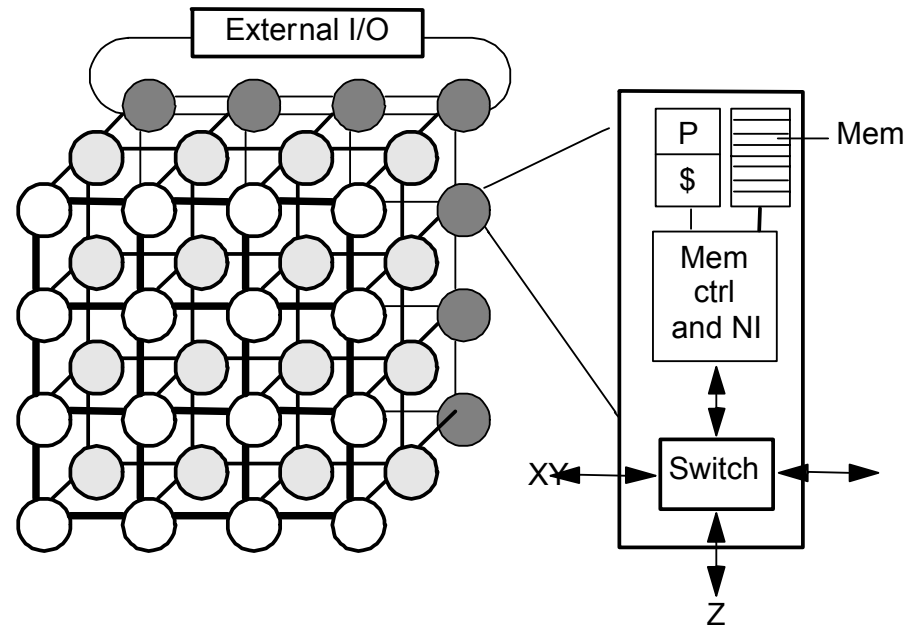 External I/O
P
Mem
$
Mem
ctrl
and NI
XY
Switch
Z